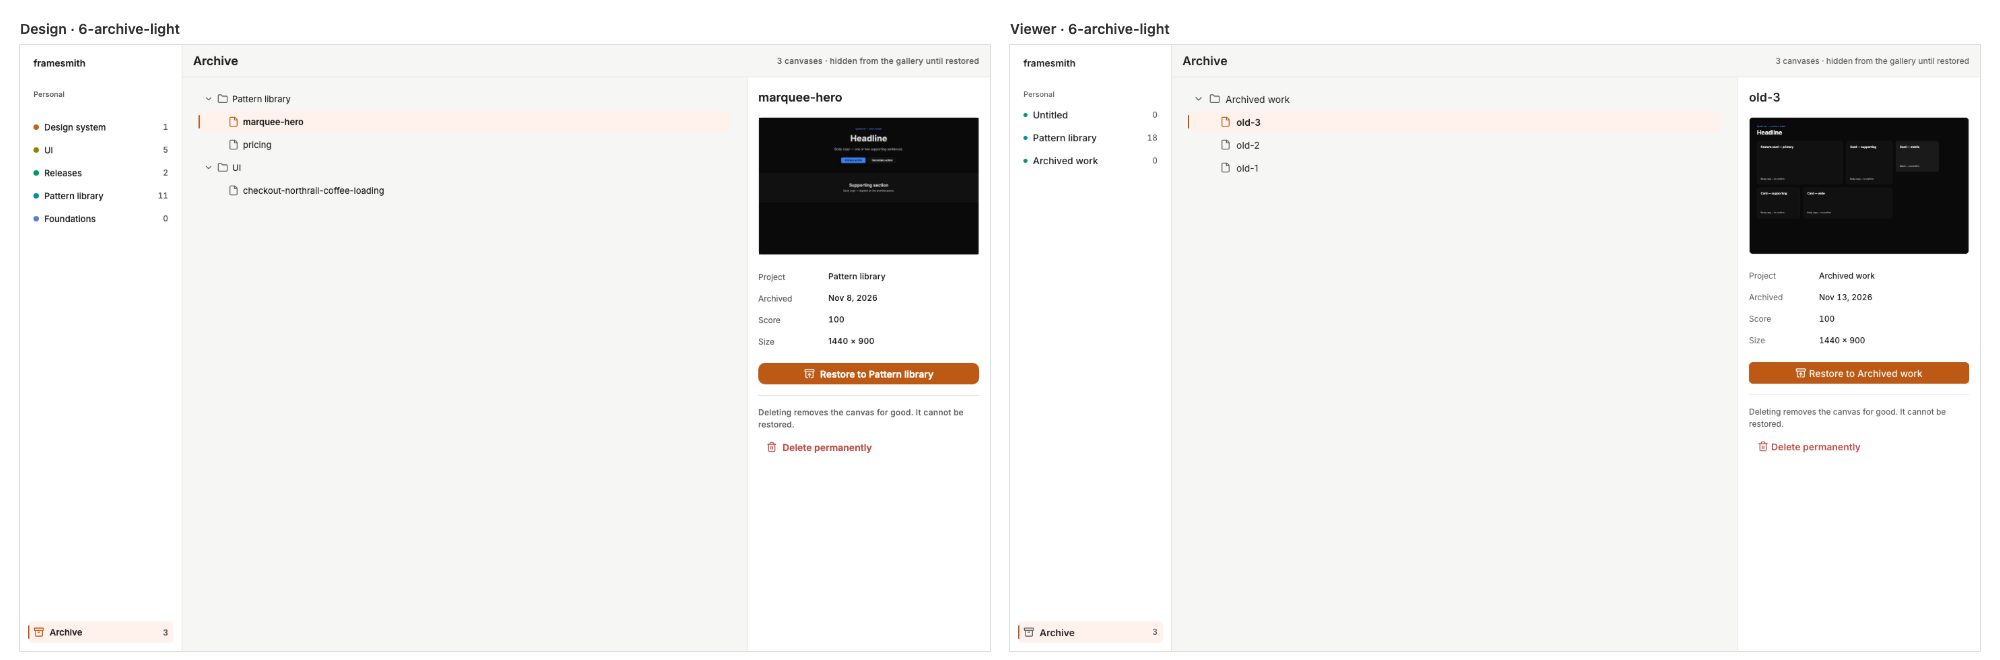 Design · 6-archive-light
framesmith
Personal
Design system 1
UI 5
Releases 2
Pattern library 11
Foundations 0
Archive 3
Archive
3 canvases · hidden from the gallery until restored
Pattern library
marquee-hero
pricing
UI
checkout-northrail-coffee-loading
marquee-hero
Headline
Supporting section
Project Pattern library
Archived Nov 8, 2026
Score 100
Size 1440 × 900
Restore to Pattern library
Deleting removes the canvas for good. It cannot be
restored.
Delete permanently
Viewer · 6-archive-light
framesmith
Personal
Untitled 0
Pattern library 18
Archived work 0
Archive 3
Archive
3 canvases · hidden from the gallery until restored
Archived work
old-3
old-2
old-1
old-3
Headline
Project Archived work
Archived Nov 13, 2026
Score 100
Size 1440 × 900
Restore to Archived work
Deleting removes the canvas for good. It cannot be
restored.
Delete permanently